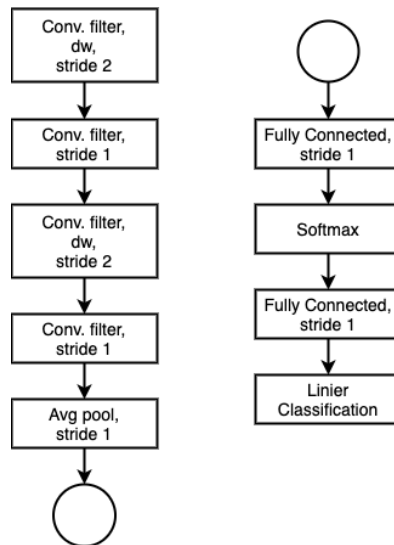 Conv. filter,
dw,
stride 2
Conv. filter,
stride 1
Conv. filter,
dw,
stride 2
Conv. filter,
stride 1
Avg pool,
stride 1
Fully Connected,
stride 1
Softmax
Fully Connected,
stride 1
Linier
Classification